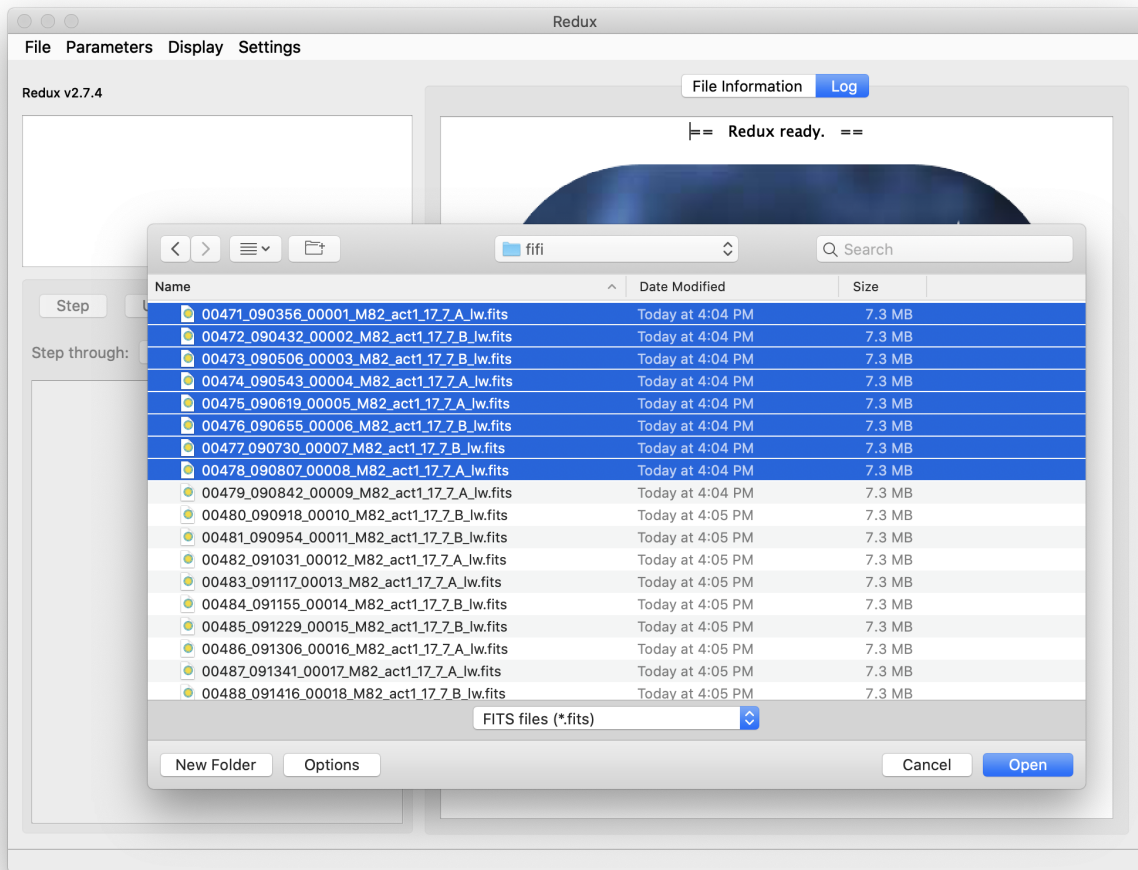 Redux
File Parameters Display Settings
Redux v2.7.4
File Information Log
== Redux ready. ==
fifi
Search
Name Date Modified Size
Step U
Step through:
00471_090356_00001_M82_act1_17_7_A_lw.fits Today at 4:04 PM 7.3 MB
00472_090432_00002_M82_act1_17_7_B_lw.fits Today at 4:04 PM 7.3 MB
00473_090506_00003_M82_act1_17_7_B_lw.fits Today at 4:04 PM 7.3 MB
00474_090543_00004_M82_act1_17_7_A_lw.fits Today at 4:04 PM 7.3 MB
00475_090619_00005_M82_act1_17_7_A_lw.fits Today at 4:04 PM 7.3 MB
00476_090655_00006_M82_act1_17_7_B_lw.fits Today at 4:04 PM 7.3 MB
00477_090730_00007_M82_act1_17_7_B_lw.fits Today at 4:04 PM 7.3 MB
00478_090807_00008_M82_act1_17_7_A_lw.fits Today at 4:04 PM 7.3 MB
00479_090842_00009_M82_act1_17_7_A_lw.fits Today at 4:04 PM 7.3 MB
00480_090918_00010_M82_act1_17_7_B_lw.fits Today at 4:05 PM 7.3 MB
00481_090954_00011_M82_act1_17_7_B_lw.fits Today at 4:05 PM 7.3 MB
00482_091031_00012_M82_act1_17_7_A_lw.fits Today at 4:05 PM 7.3 MB
00483_091117_00013_M82_act1_17_7_A_lw.fits Today at 4:05 PM 7.3 MB
00484_091155_00014_M82_act1_17_7_B_lw.fits Today at 4:05 PM 7.3 MB
00485_091229_00015_M82_act1_17_7_B_lw.fits Today at 4:05 PM 7.3 MB
00486_091306_00016_M82_act1_17_7_A_lw.fits Today at 4:05 PM 7.3 MB
00487_091341_00017_M82_act1_17_7_A_lw.fits Today at 4:05 PM 7.3 MB
00488_091416_00018_M82_act1_17_7_B_lw.fits Today at 4:05 PM 7.3 MB
FITS files (*.fits)
New Folder Options Cancel Open